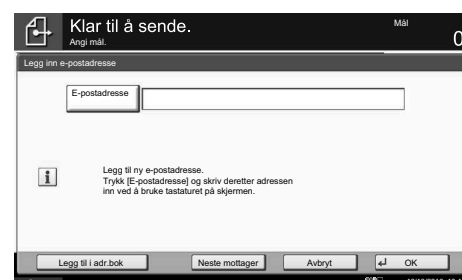 Klar til å sende.
Angi mål.
Mål
0
Legg inn e-postadresse
E-postadresse
Legg til ny e-postadresse.
Trykk [E-postadresse] og skriv deretter adressen
inn ved å bruke tastaturet på skjermen.
Legg til i adr.bok
Neste mottager
Avbryt
OK